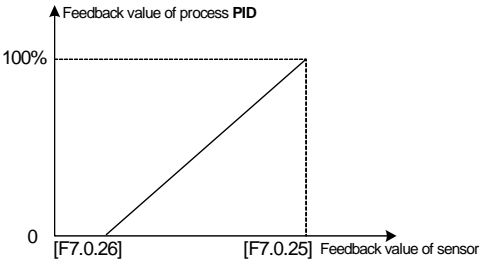 Feedback value of process PID
100%
0
[F7.0.26] [F7.0.25] Feedback value of sensor